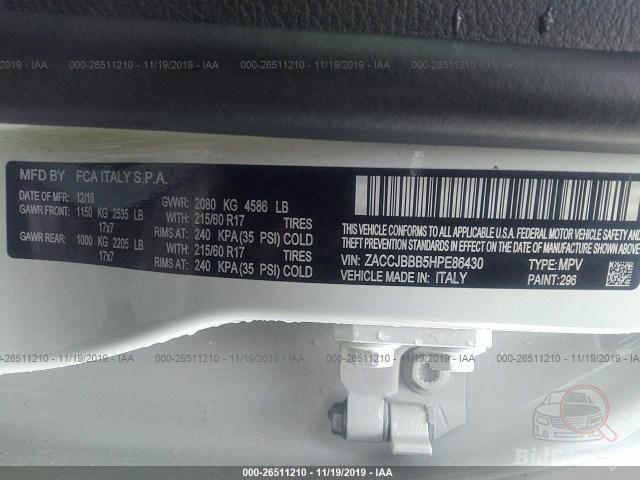 000-26511210 - 11/19/2019 - IAA
MFD BY FCA ITALY S.P.A.
DATE OF MFR: 12/16 GVWR: 2080 KG 4586 LB
GAWR FRONT: 1150 KG 2535 LB WITH: 215/60 R17 TIRES
17x7 RIMS AT: 240 KPA (35 PSI) COLD
GAWR REAR: 1000 KG 2205 LB WITH: 215/60 R17 TIRES
17x7 RIMS AT: 240 KPA (35 PSI) COLD
THIS VEHICLE CONFORMS TO ALL APPLICABLE U.S.A. FEDERAL MOTOR VEHICLE SAFETY,
BUMPER, AND THEFT PREVENTION STANDARDS IN EFFECT ON THE DATE OF MANUFACTURE SHOWN ABOVE.
VIN: ZACCJBBB5HPE86430 TYPE: MPV
VEHICLE MADE IN: ITALY PAINT: 296
000-26511210 - 11/19/2019 - IAA
000-26511210 - 11/19/2019 - IAA